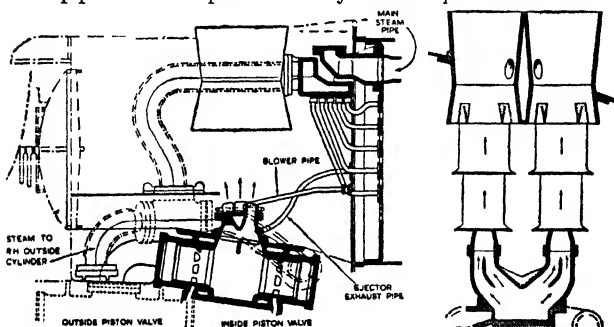 MAIN
STEAM
PIPE
BLOWER PIPE
STEAM TO
RH OUTSIDE
CYLINDER
EJECTOR
EXHAUST PIPE
OUTSIDE PISTON VALVE
INSIDE PISTON VALVE